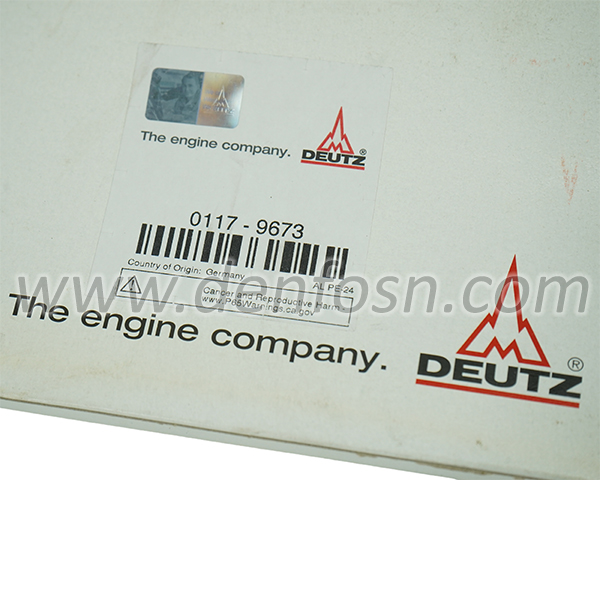 The engine company. DEUTZ®
0117 - 9673
Country of Origin: Germany
AL PE-24
Cancer and Reproductive Harm -
www.P65Warnings.ca.gov
www.denfosn.com
The engine company. DEUTZ®